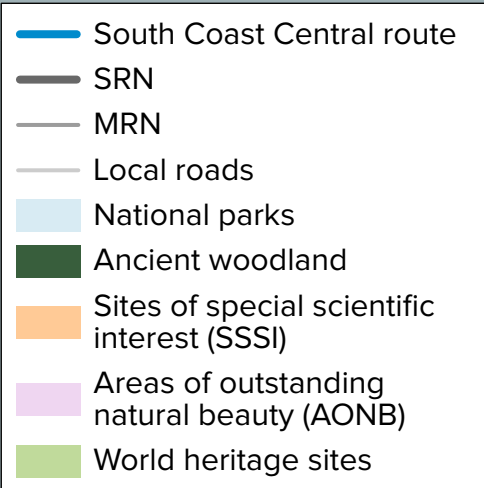 South Coast Central route
SRN
MRN
Local roads
National parks
Ancient woodland
Sites of special scientific
interest (SSSI)
Areas of outstanding
natural beauty (AONB)
World heritage sites